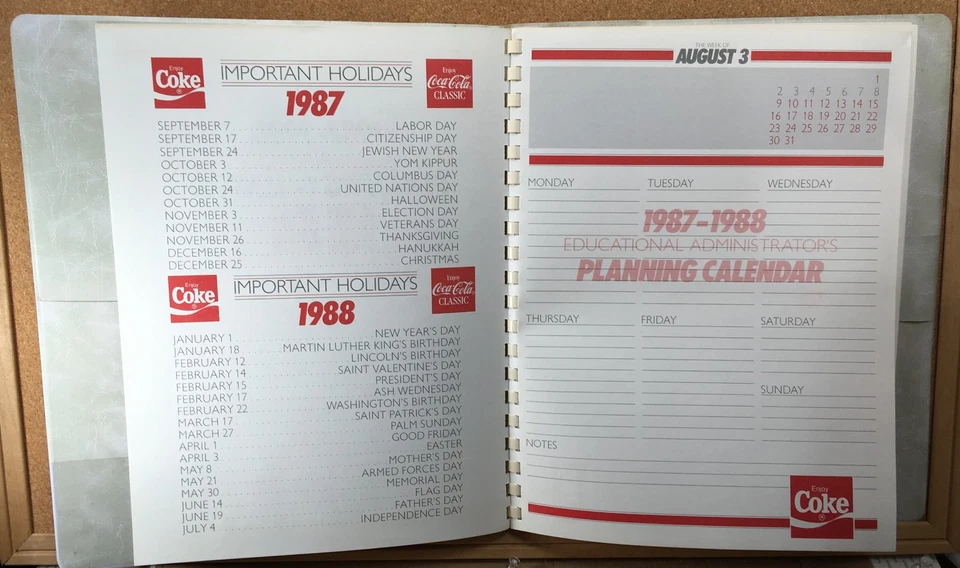 Enjoy
Coke
IMPORTANT HOLIDAYS
1987
Enjoy
Coca-Cola
CLASSIC
SEPTEMBER 7 LABOR DAY
SEPTEMBER 17 CITIZENSHIP DAY
SEPTEMBER 24 JEWISH NEW YEAR
OCTOBER 3 YOM KIPPUR
OCTOBER 12 COLUMBUS DAY
OCTOBER 24 UNITED NATIONS DAY
OCTOBER 31 HALLOWEEN
NOVEMBER 3 ELECTION DAY
NOVEMBER 11 VETERANS DAY
NOVEMBER 26 THANKSGIVING
DECEMBER 16 HANUKKAH
DECEMBER 25 CHRISTMAS
Enjoy
Coke
IMPORTANT HOLIDAYS
1988
Enjoy
Coca-Cola
CLASSIC
JANUARY 1 NEW YEAR'S DAY
JANUARY 18 MARTIN LUTHER KING'S BIRTHDAY
FEBRUARY 12 LINCOLN'S BIRTHDAY
FEBRUARY 14 SAINT VALENTINE'S DAY
FEBRUARY 15 PRESIDENT'S DAY
FEBRUARY 17 ASH WEDNESDAY
FEBRUARY 22 WASHINGTON'S BIRTHDAY
MARCH 17 SAINT PATRICK'S DAY
MARCH 27 PALM SUNDAY
APRIL 1 GOOD FRIDAY
APRIL 3 EASTER
MAY 8 MOTHER'S DAY
MAY 21 ARMED FORCES DAY
MAY 30 MEMORIAL DAY
JUNE 14 FLAG DAY
JUNE 19 FATHER'S DAY
JULY 4 INDEPENDENCE DAY
THE WEEK OF
AUGUST 3
1
2 3 4 5 6 7 8
9 10 11 12 13 14 15
16 17 18 19 20 21 22
23 24 25 26 27 28 29
30 31
MONDAY TUESDAY WEDNESDAY
1987-1988
EDUCATIONAL ADMINISTRATOR'S
PLANNING CALENDAR
THURSDAY FRIDAY SATURDAY
SUNDAY
NOTES
Enjoy
Coke